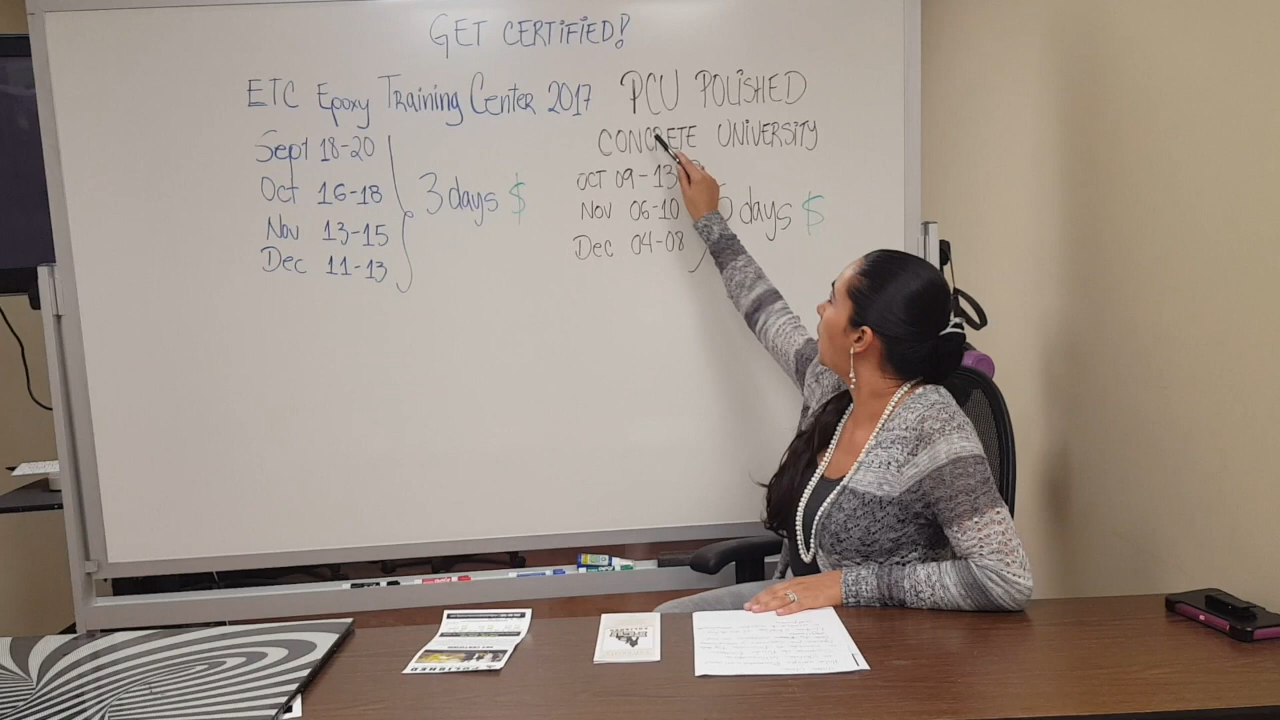 GET CERTIFIED!
ETC Epoxy Training Center 2017
Sept 18-20
Oct 16-18
Nov 13-15
Dec 11-13
3 days $
PCU POLISHED
CONCRETE UNIVERSITY
OCT 09-13
NOV 06-10
Dec 04-08
days $
POLISHED